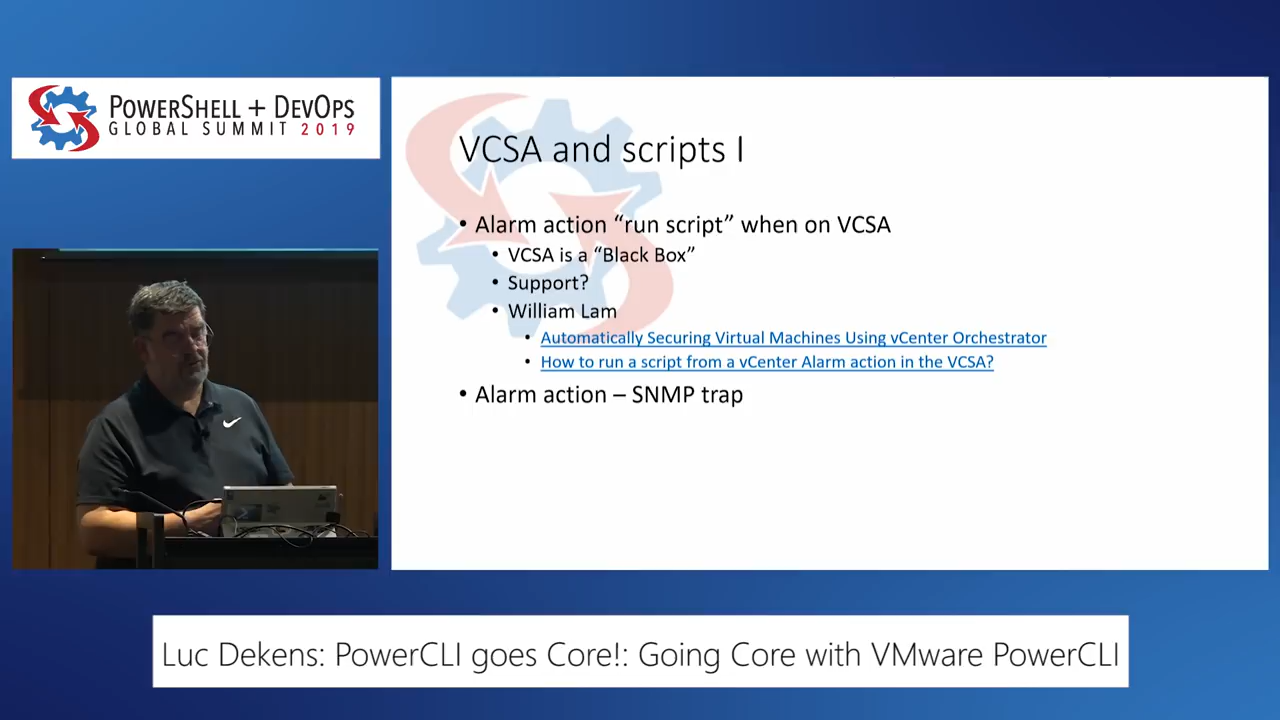 POWERSHELL + DEVOPS
GLOBAL SUMMIT 2019
VCSA and scripts I
• Alarm action “run script” when on VCSA
• VCSA is a “Black Box”
• Support?
• William Lam
• Automatically Securing Virtual Machines Using vCenter Orchestrator
• How to run a script from a vCenter Alarm action in the VCSA?
• Alarm action – SNMP trap
Luc Dekens: PowerCLI goes Core!: Going Core with VMware PowerCLI